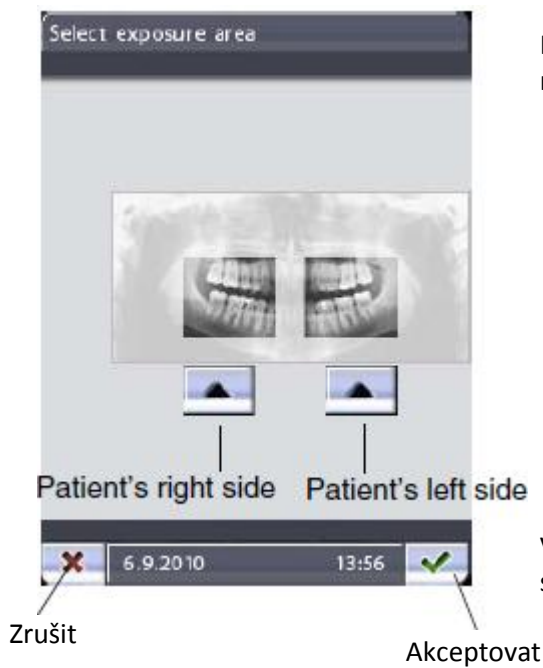 Select exposure area
Patient's right side
Patient's left side
6.9.2010
13:56
Zrušit
Akceptovat